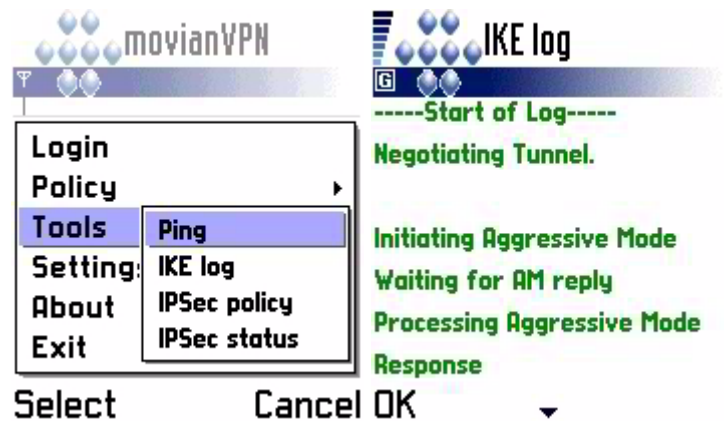 movianVPN
Login
Policy
Tools
Setting
About
Exit
Ping
IKE log
IPSec policy
IPSec status
Select Cancel
IKE log
G
-----Start of Log-----
Negotiating Tunnel.
Initiating Aggressive Mode
Waiting for AM reply
Processing Aggressive Mode
Response
OK